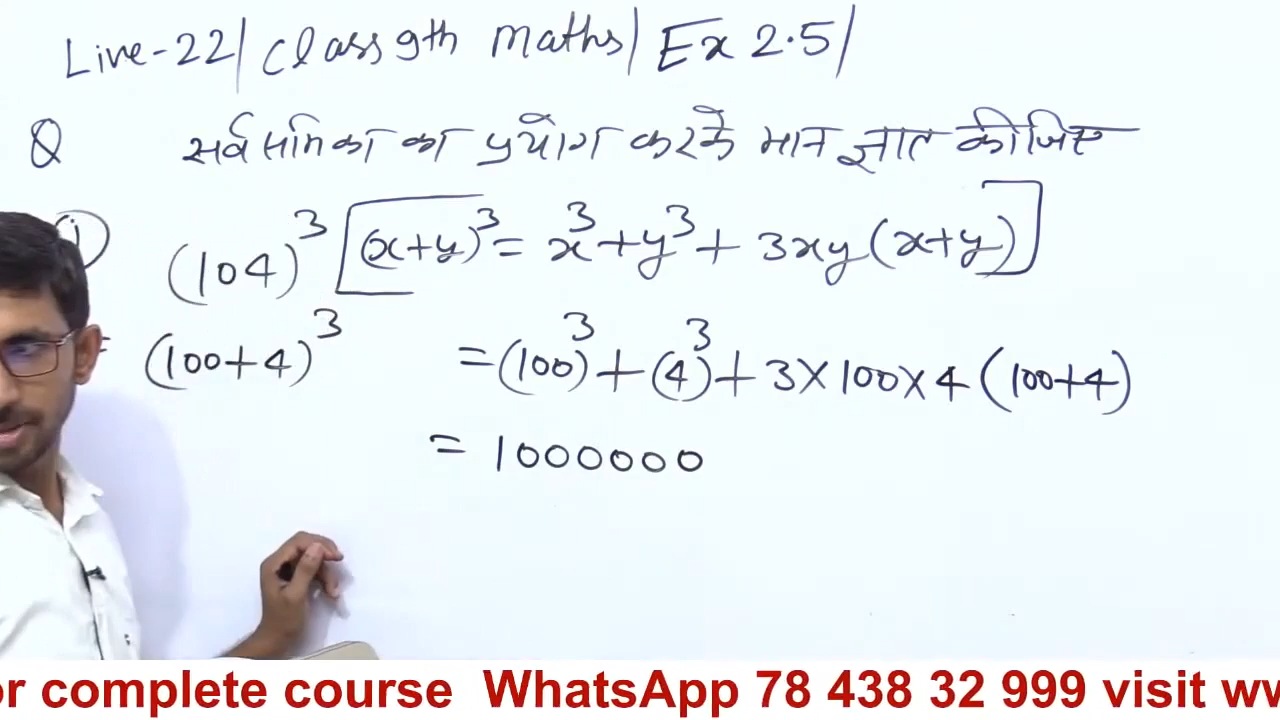 Live-22| Class 9th maths| Ex 2.5|
Q सर्वसमिका का प्रयोग करके मान ज्ञात कीजिए
(i) (104)³ [(x+y)³ = x³+y³+ 3xy(x+y)]
= (100+4)³ = (100)³+(4)³+ 3×100×4 (100+4)
= 1000000
or complete course WhatsApp 78 438 32 999 visit wv